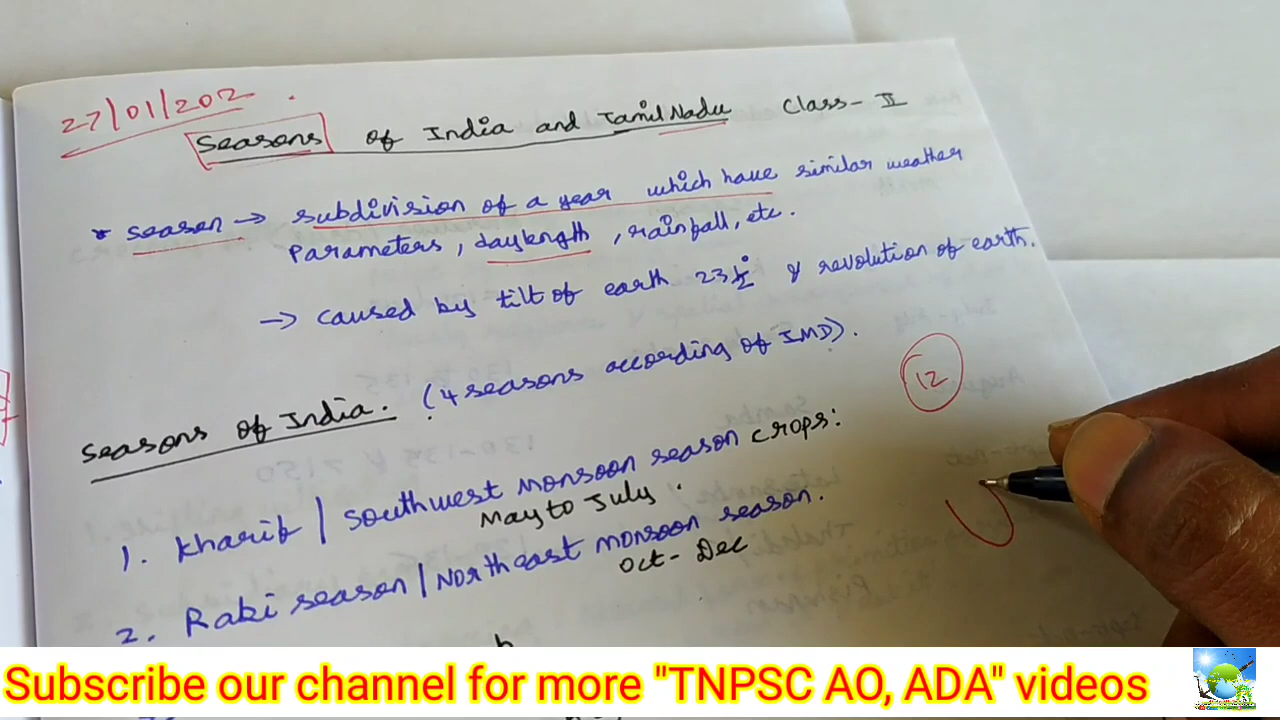 27/01/202
Seasons of India and Tamil Nadu Class - II
* Season → subdivision of a year which have similar weather
parameters, daylength, rainfall, etc.
→ caused by tilt of earth 23½° & revolution of earth.
Seasons of India. (4 seasons according of IMD).
12
1. Kharif | Southwest monsoon season crops:
May to July.
2. Rabi season | Northeast monsoon season.
Oct - Dec
Subscribe our channel for more "TNPSC AO, ADA" videos